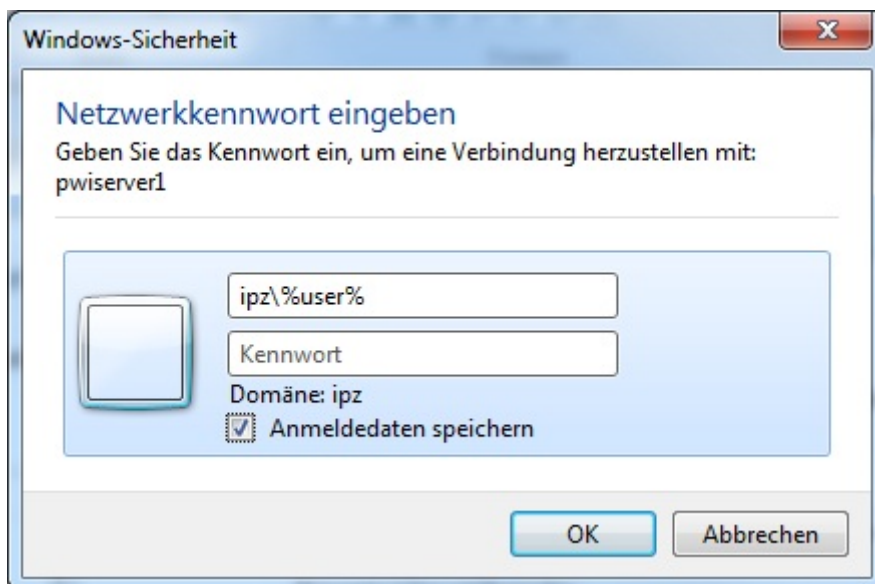 Windows-Sicherheit
Netzwerkkennwort eingeben
Geben Sie das Kennwort ein, um eine Verbindung herzustellen mit:
pwiserver1
ipz\%user%
Kennwort
Domäne: ipz
Anmeldedaten speichern
OK Abbrechen